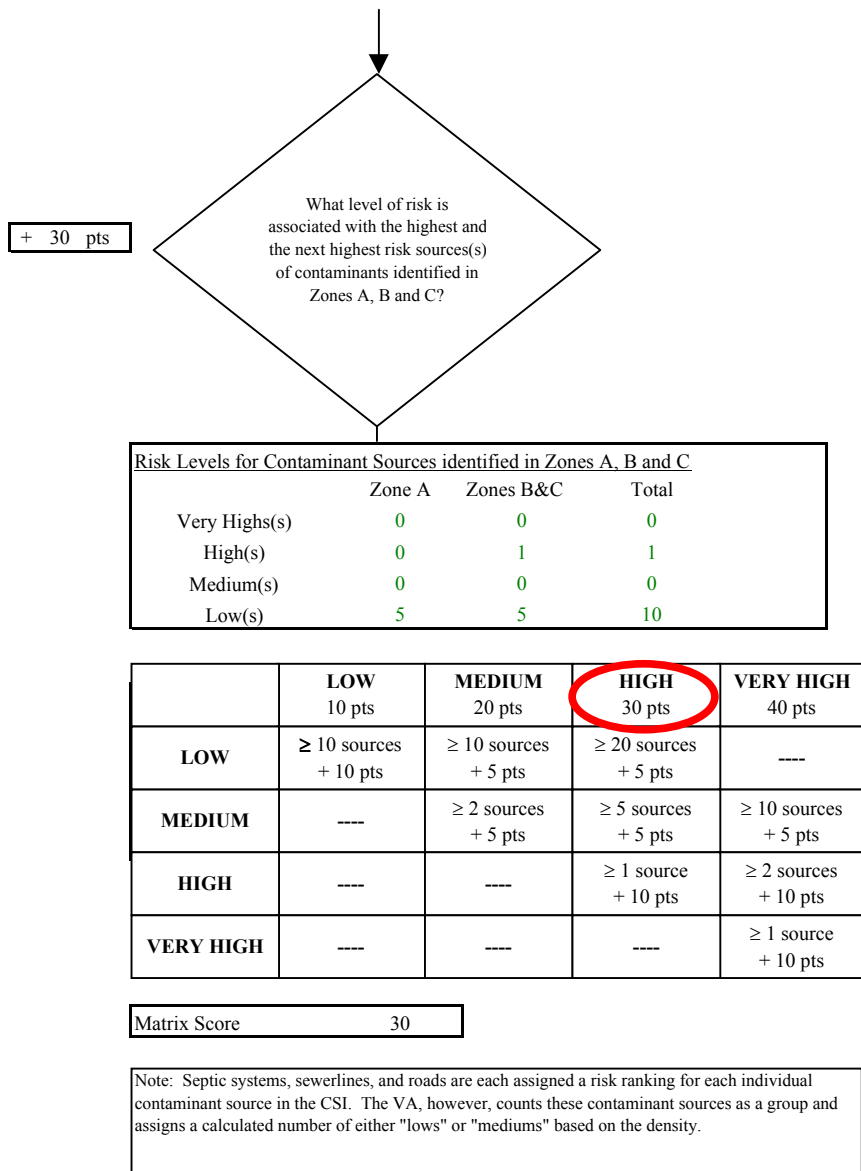 What level of risk is
associated with the highest and
the next highest risk sources(s)
of contaminants identified in
Zones A, B and C?
+ 30 pts
Risk Levels for Contaminant Sources identified in Zones A, B and C
Zone A Zones B&C Total
Very Highs(s) 0 0 0
High(s) 0 1 1
Medium(s) 0 0 0
Low(s) 5 5 10
LOW MEDIUM HIGH VERY HIGH
10 pts 20 pts 30 pts 40 pts
LOW ≥ 10 sources + 10 pts ≥ 10 sources + 5 pts ≥ 20 sources + 5 pts ----
MEDIUM ---- ≥ 2 sources + 5 pts ≥ 5 sources + 5 pts ≥ 10 sources + 5 pts
HIGH ---- ---- ≥ 1 source + 10 pts ≥ 2 sources + 10 pts
VERY HIGH ---- ---- ---- ≥ 1 source + 10 pts
Matrix Score 30
Note: Septic systems, sewerlines, and roads are each assigned a risk ranking for each individual
contaminant source in the CSI. The VA, however, counts these contaminant sources as a group and
assigns a calculated number of either "lows" or "mediums" based on the density.